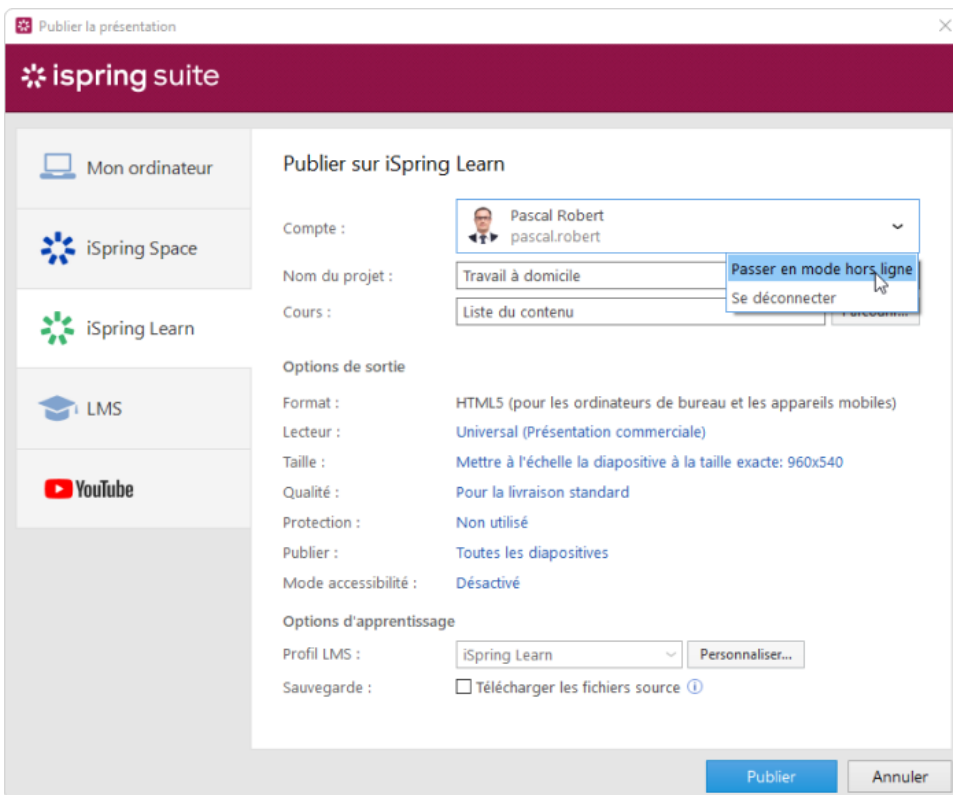 Publier la présentation
ispring suite
Mon ordinateur
iSpring Space
iSpring Learn
LMS
YouTube
Publier sur iSpring Learn
Compte :
Pascal Robert
pascal.robert
Passer en mode hors ligne
Se déconnecter
Nom du projet :
Travail à domicile
Cours :
Liste du contenu
Options de sortie
Format :
HTML5 (pour les ordinateurs de bureau et les appareils mobiles)
Lecteur :
Universal (Présentation commerciale)
Taille :
Mettre à l'échelle la diapositive à la taille exacte: 960x540
Qualité :
Pour la livraison standard
Protection :
Non utilisé
Publier :
Toutes les diapositives
Mode accessibilité :
Désactivé
Options d'apprentissage
Profil LMS :
iSpring Learn
Personnaliser...
Sauvegarde :
Télécharger les fichiers source
Publier
Annuler